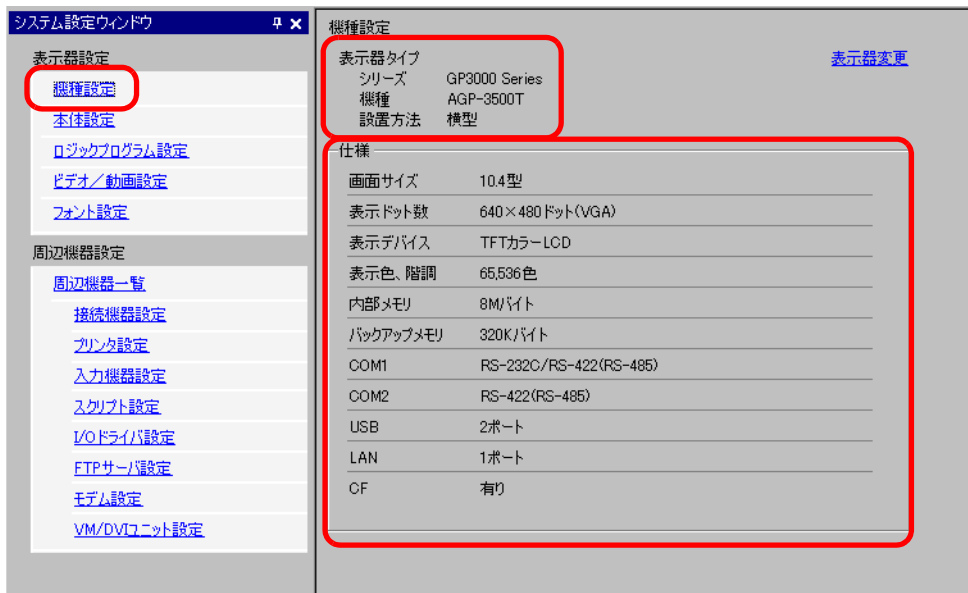 システム設定ウィンドウ
表示器設定
機種設定
本体設定
ロジックプログラム設定
ビデオ／動画設定
フォント設定
周辺機器設定
周辺機器一覧
接続機器設定
プリンタ設定
入力機器設定
スクリプト設定
I/Oドライバ設定
FTPサーバ設定
モデム設定
VM/DVIユニット設定
機種設定
表示器タイプ
表示器変更
シリーズ GP3000 Series
機種 AGP-3500T
設置方法 横型
仕様
画面サイズ 10.4型
表示ドット数 640×480ドット(VGA)
表示デバイス TFTカラーLCD
表示色、階調 65,536色
内部メモリ 8Mバイト
バックアップメモリ 320Kバイト
COM1 RS-232C/RS-422(RS-485)
COM2 RS-422(RS-485)
USB 2ポート
LAN 1ポート
CF 有り